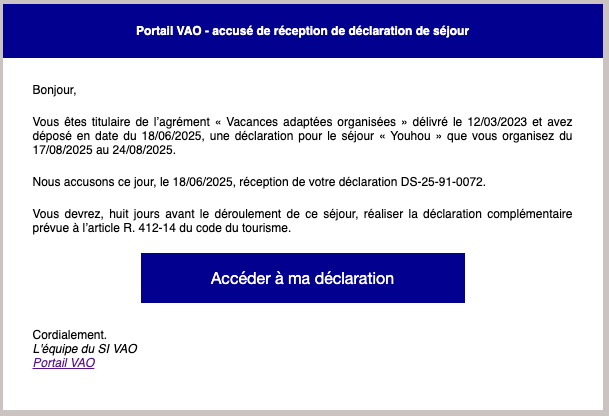 Portail VAO - accusé de réception de déclaration de séjour
Bonjour,
Vous êtes titulaire de l’agrément « Vacances adaptées organisées » délivré le 12/03/2023 et avez
déposé en date du 18/06/2025, une déclaration pour le séjour « Youhou » que vous organisez du
17/08/2025 au 24/08/2025.
Nous accusons ce jour, le 18/06/2025, réception de votre déclaration DS-25-91-0072.
Vous devrez, huit jours avant le déroulement de ce séjour, réaliser la déclaration complémentaire
prévue à l’article R. 412-14 du code du tourisme.
Accéder à ma déclaration
Cordialement.
L’équipe du SI VAO
Portail VAO